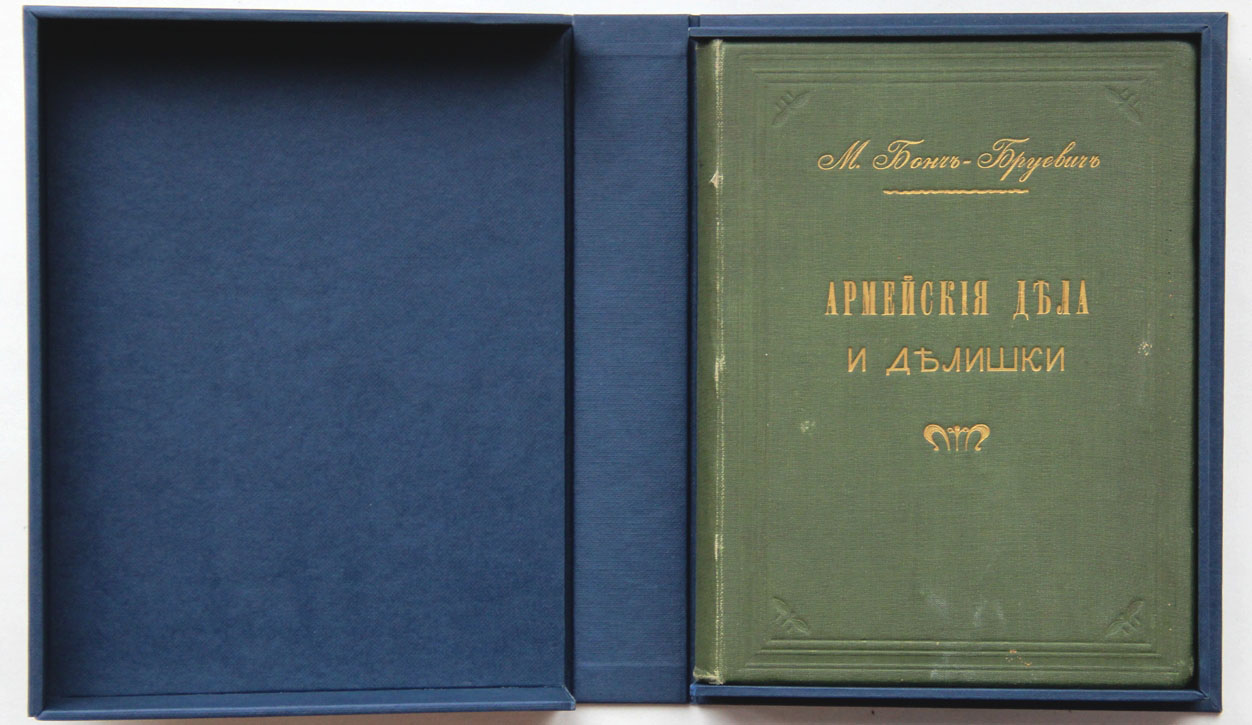 М. Бончъ-Бруевичъ
АРМЕЙСКІЯ ДѢЛА
И ДѢЛИШКИ